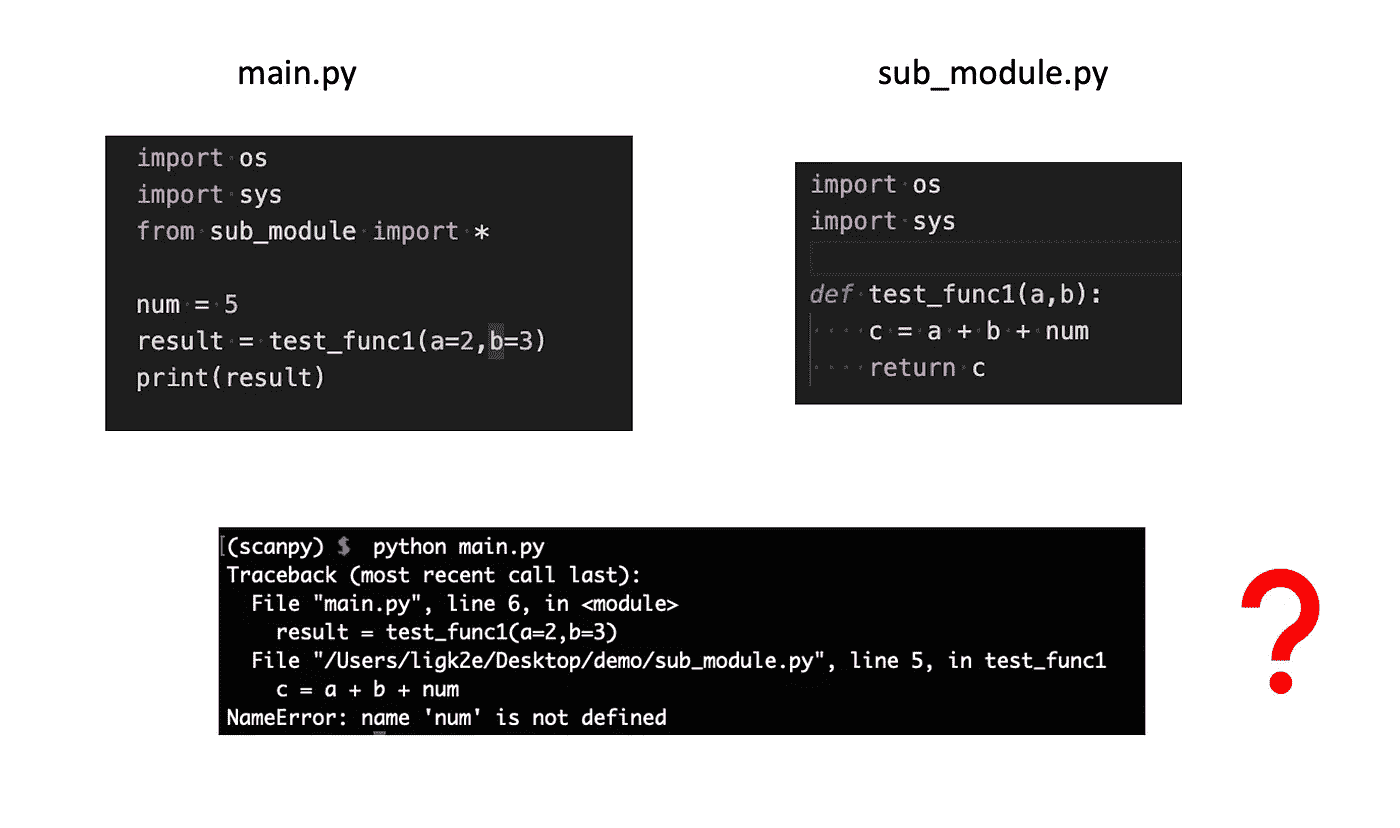 main.py
import os
import sys
from sub_module import *
num = 5
result = test_func1(a=2,b=3)
print(result)
sub_module.py
import os
import sys
def test_func1(a,b):
    c = a + b + num
    return c
[(scanpy) $  python main.py
Traceback (most recent call last):
  File "main.py", line 6, in <module>
    result = test_func1(a=2,b=3)
  File "/Users/ligk2e/Desktop/demo/sub_module.py", line 5, in test_func1
    c = a + b + num
NameError: name 'num' is not defined
?